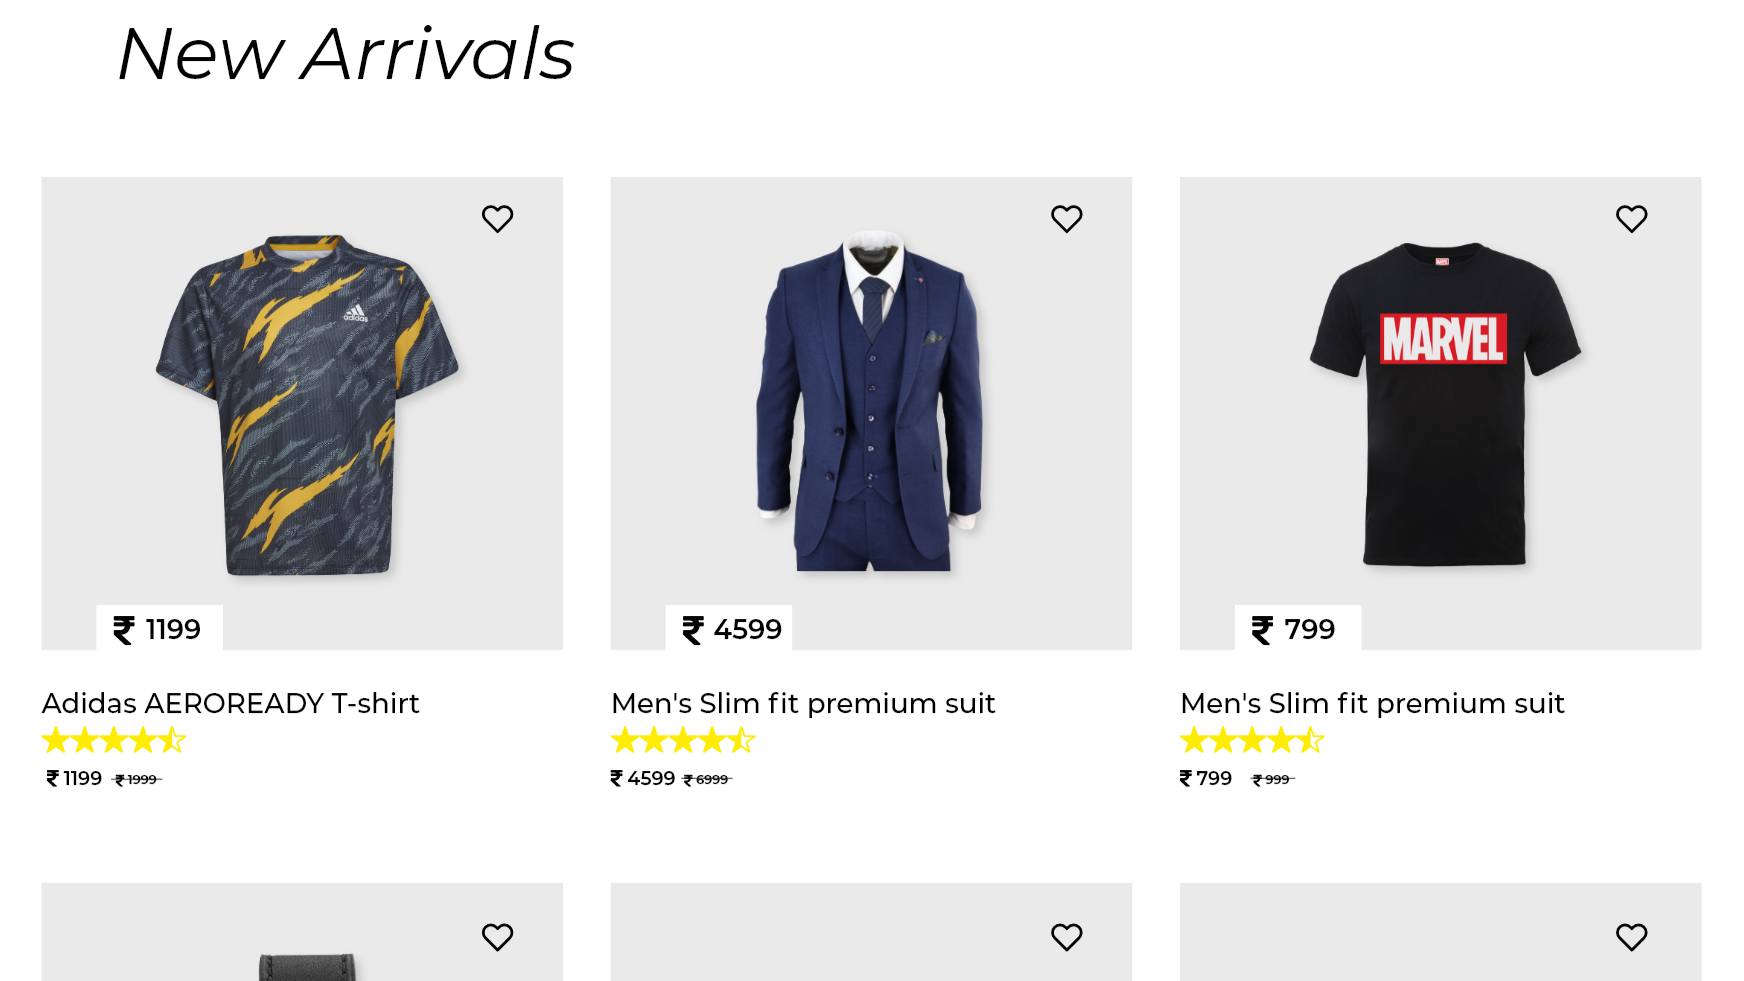 New Arrivals
adidas
MARVEL
₹ 1199
₹ 4599
₹ 799
Adidas AEROREADY T-shirt
Men's Slim fit premium suit
Men's Slim fit premium suit
₹ 1199 ₹ 1999
₹ 4599 ₹ 6999
₹ 799 ₹ 999